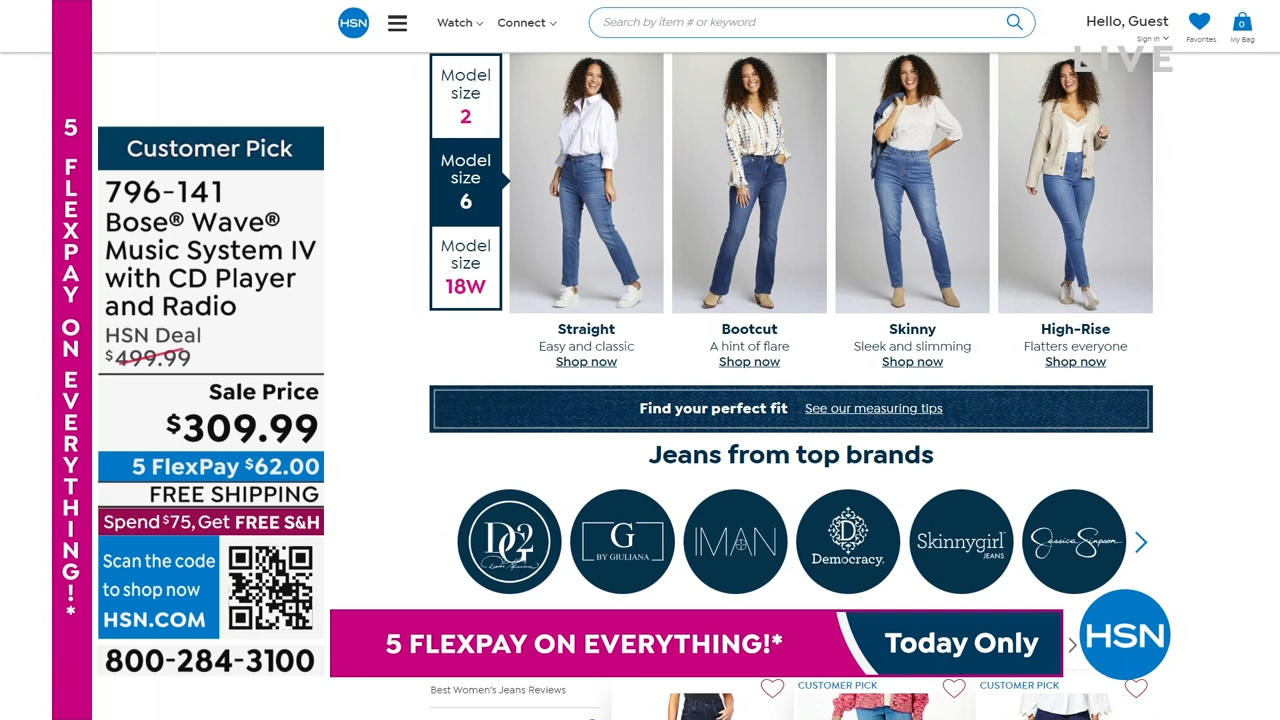 5 FLEXPAY ON EVERYTHING!*
HSN
Watch
Connect
Search by item # or keyword
Hello, Guest
Sign In
Favorites
0
My Bag
LIVE
Customer Pick
796-141
Bose® Wave®
Music System IV
with CD Player
and Radio
HSN Deal
$499.99
Sale Price
$309.99
5 FlexPay $62.00
FREE SHIPPING
Spend $75, Get FREE S&H
Scan the code
to shop now
HSN.COM
800-284-3100
Model
size
2
Model
size
6
Model
size
18W
Straight
Easy and classic
Shop now
Bootcut
A hint of flare
Shop now
Skinny
Sleek and slimming
Shop now
High-Rise
Flatters everyone
Shop now
Find your perfect fit See our measuring tips
Jeans from top brands
DG2
G
BY GIULIANA
IMAN
D
Democracy®
Skinnygirl
JEANS
Jessica Simpson
5 FLEXPAY ON EVERYTHING!* Today Only
HSN
Best Women's Jeans Reviews
CUSTOMER PICK
CUSTOMER PICK